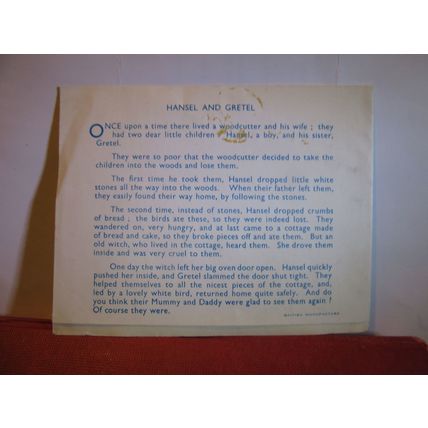 HANSEL AND GRETEL
ONCE upon a time there lived a woodcutter and his wife ; they
had two dear little children Hansel, a boy, and his sister,
Gretel.
They were so poor that the woodcutter decided to take the
children into the woods and lose them.
The first time he took them, Hansel dropped little white
stones all the way into the woods. When their father left them,
they easily found their way home, by following the stones.
The second time, instead of stones, Hansel dropped crumbs
of bread ; the birds ate these, so they were indeed lost. They
wandered on, very hungry, and at last came to a cottage made
of bread and cake, so they broke pieces off and ate them. But an
old witch, who lived in the cottage, heard them. She drove them
inside and was very cruel to them.
One day the witch left her big oven door open. Hansel quickly
pushed her inside, and Gretel slammed the door shut tight. They
helped themselves to all the nicest pieces of the cottage, and,
led by a lovely white bird, returned home quite safely. And do
you think their Mummy and Daddy were glad to see them again ?
Of course they were.
BRITISH MANUFACTURE